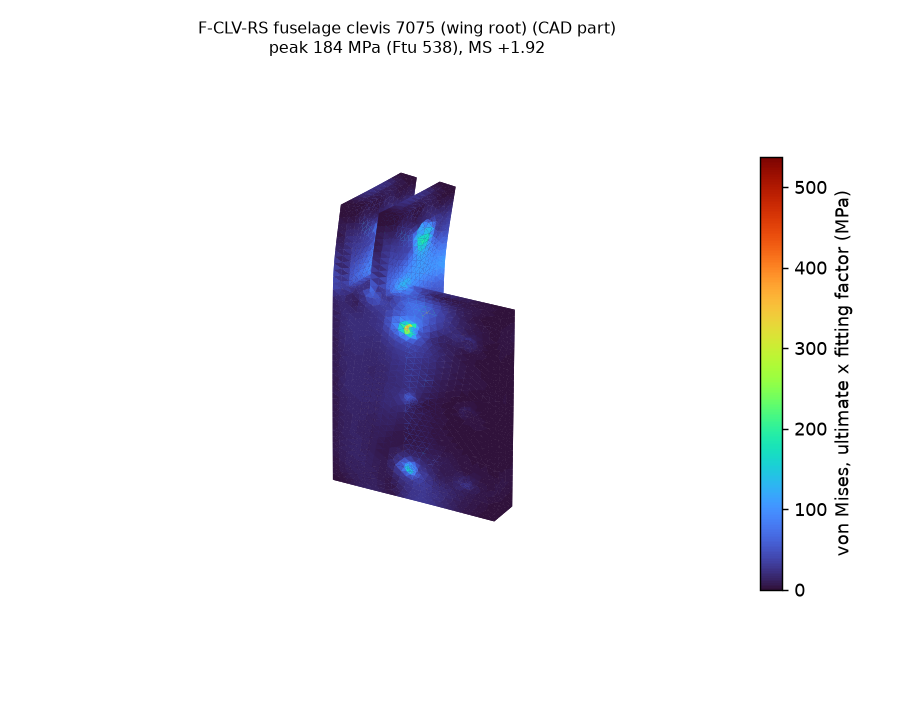 F-CLV-RS fuselage clevis 7075 (wing root) (CAD part)
peak 184 MPa (Ftu 538), MS +1.92
500
400
300
200
100
0
von Mises, ultimate x fitting factor (MPa)